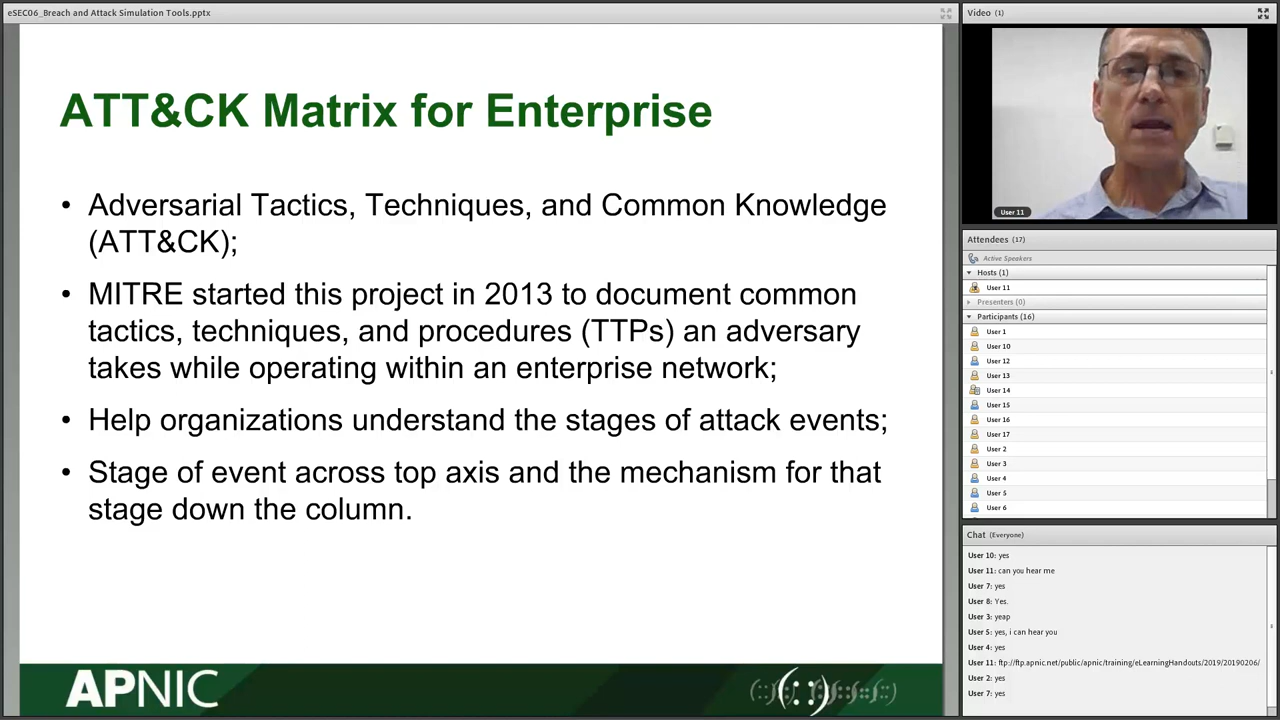 eSEC06_Breach and Attack Simulation Tools.pptx
ATT&CK Matrix for Enterprise
• Adversarial Tactics, Techniques, and Common Knowledge
(ATT&CK);
• MITRE started this project in 2013 to document common
tactics, techniques, and procedures (TTPs) an adversary
takes while operating within an enterprise network;
• Help organizations understand the stages of attack events;
• Stage of event across top axis and the mechanism for that
stage down the column.
APNIC
Video (1)
User 11
Attendees (17)
Active Speakers
Hosts (1)
User 11
Presenters (0)
Participants (16)
User 1
User 10
User 12
User 13
User 14
User 15
User 16
User 17
User 2
User 3
User 4
User 5
User 6
Chat (Everyone)
User 10: yes
User 11: can you hear me
User 7: yes
User 8: Yes.
User 3: yeap
User 5: yes, i can hear you
User 4: yes
User 11: ftp://ftp.apnic.net/public/apnic/training/eLearningHandouts/2019/20190206/
User 2: yes
User 7: yes